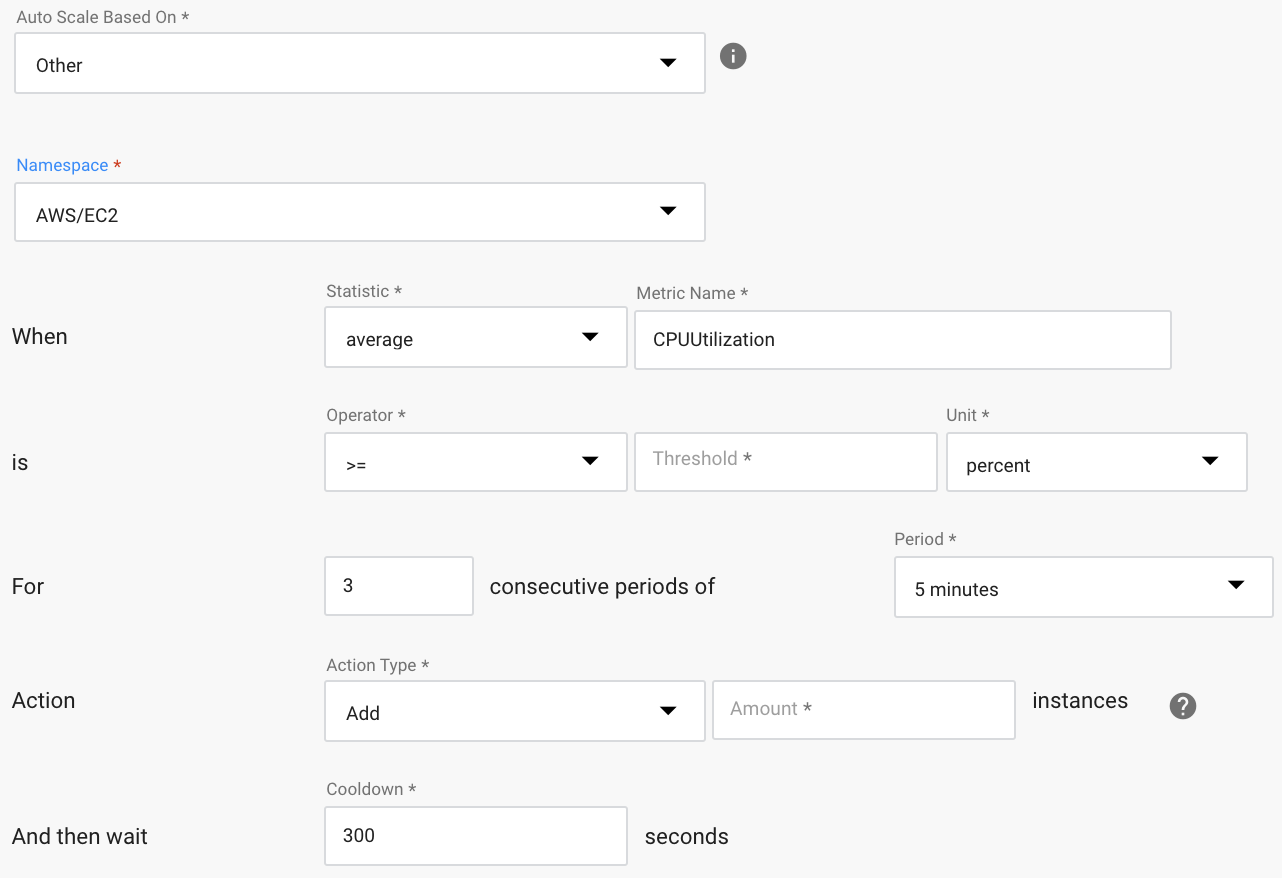 Auto Scale Based On *
Other
Namespace *
AWS/EC2
Statistic * Metric Name *
When average CPUUtilization
Operator * Unit *
is >= Threshold * percent
Period *
For 3 consecutive periods of 5 minutes
Action Type *
Action Add Amount * instances
Cooldown *
And then wait 300 seconds